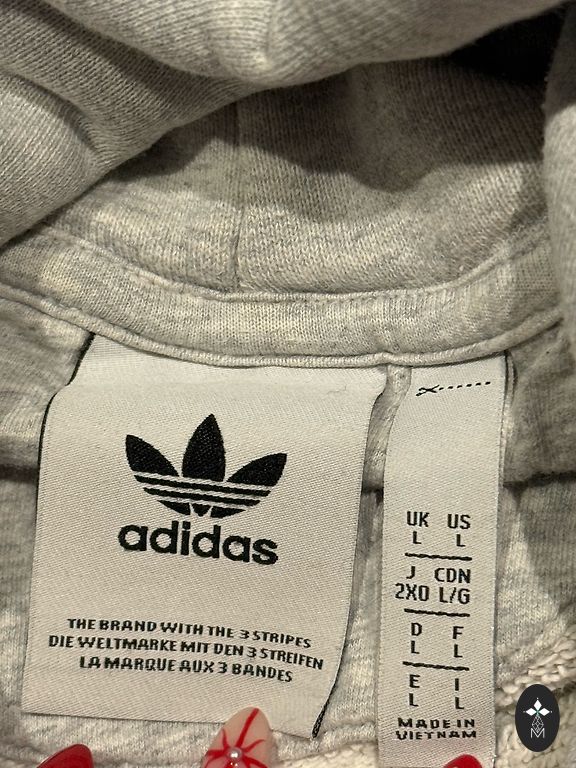 adidas
THE BRAND WITH THE 3 STRIPES
DIE WELTMARKE MIT DEN 3 STREIFEN
LA MARQUE AUX 3 BANDES
UK US
L L
J CDN
2XO L/G
D F
L L
E I
L L
MADE IN
VIETNAM
M